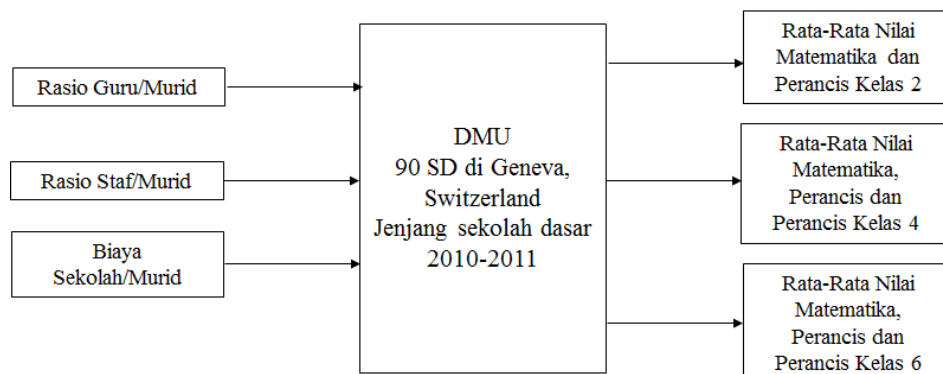 Rasio Guru/Murid
Rasio Staf/Murid
Biaya
Sekolah/Murid
DMU
90 SD di Geneva,
Switzerland
Jenjang sekolah dasar
2010-2011
Rata-Rata Nilai
Matematika dan
Perancis Kelas 2
Rata-Rata Nilai
Matematika,
Perancis dan
Perancis Kelas 4
Rata-Rata Nilai
Matematika,
Perancis dan
Perancis Kelas 6